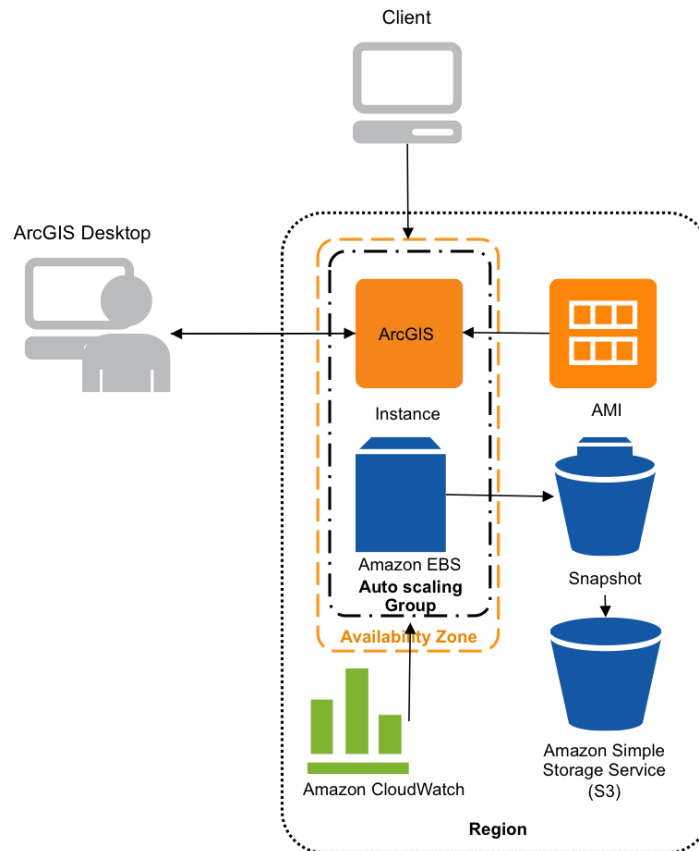 Client
ArcGIS Desktop
ArcGIS
Instance
AMI
Amazon EBS
Auto scaling
Group
Availability Zone
Snapshot
Amazon CloudWatch
Amazon Simple
Storage Service
(S3)
Region